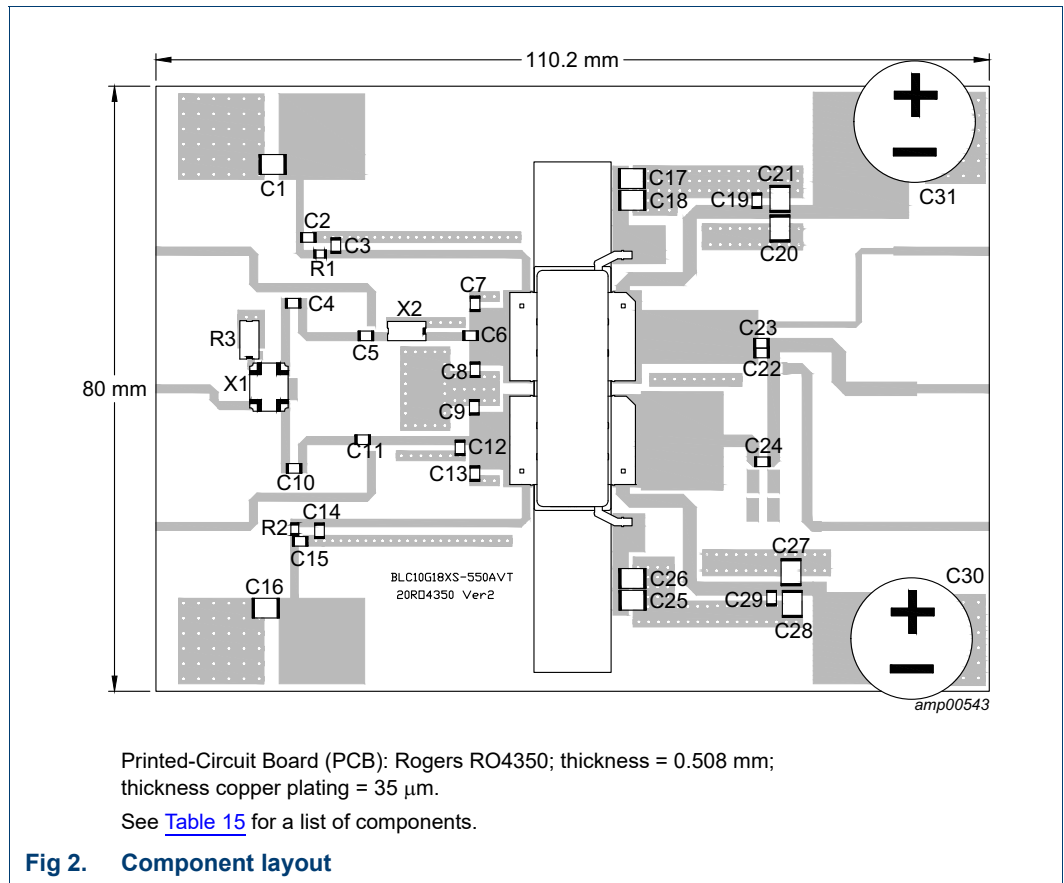 110.2 mm
80 mm
+
−
C31
C1
C17
C18
C21
C19
C20
C2
C3
R1
C7
C4
X2
R3
C5
C6
C23
C22
X1
C8
C9
C11
C12
C24
C10
C13
R2
C14
C15
C27
C26
C25
C29
C28
C30
C16
BLC10G18XS-550AVT
20RO4350 Ver2
+
−
amp00543
Printed-Circuit Board (PCB): Rogers RO4350; thickness = 0.508 mm;
thickness copper plating = 35 μm.
See Table 15 for a list of components.
Fig 2. Component layout